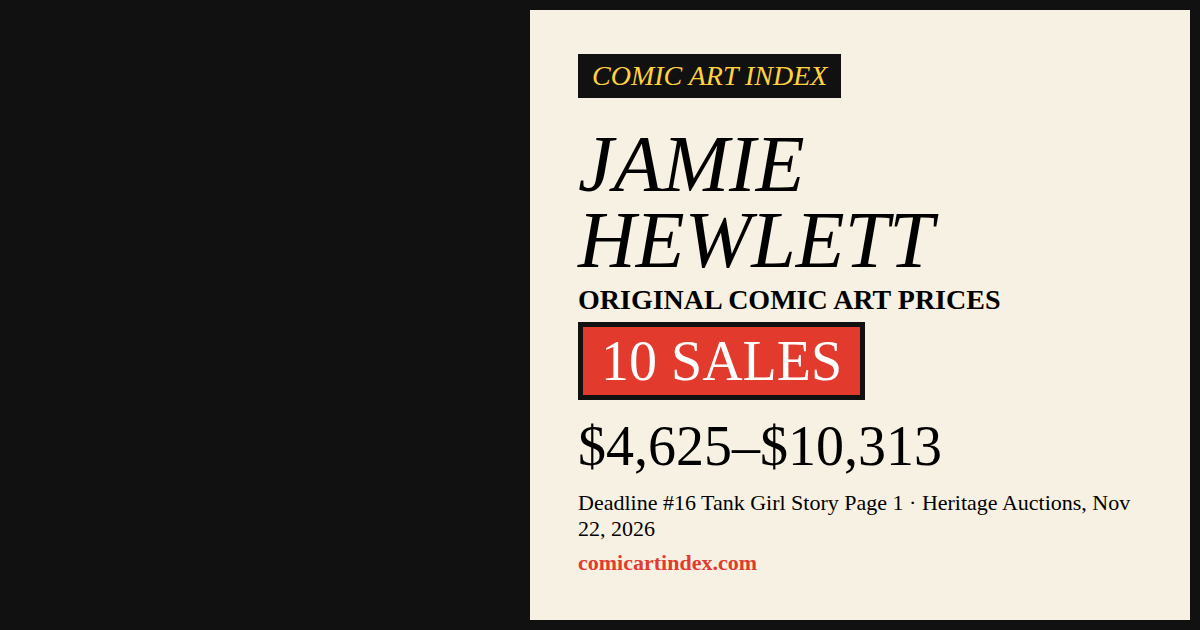 COMIC ART INDEX
JAMIE
HEWLETT
ORIGINAL COMIC ART PRICES
10 SALES
$4,625–$10,313
Deadline #16 Tank Girl Story Page 1 · Heritage Auctions, Nov
22, 2026
comicartindex.com